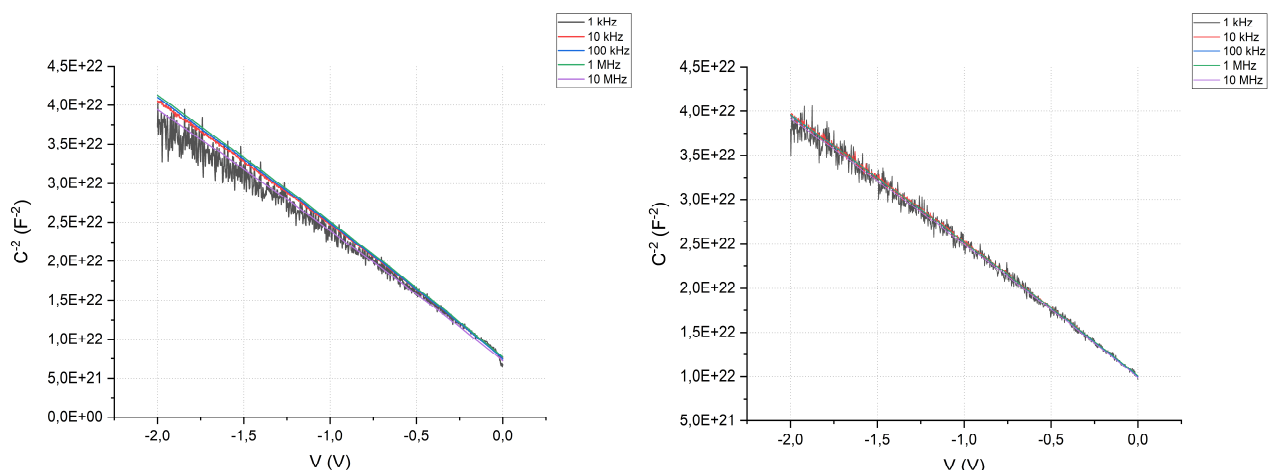 1 kHz
10 kHz
100 kHz
1 MHz
10 MHz
4,5E+22
4,0E+22
3,5E+22
3,0E+22
2,5E+22
2,0E+22
1,5E+22
1,0E+22
5,0E+21
0,0E+00
C⁻² (F⁻²)
-2,0
-1,5
-1,0
-0,5
0,0
V (V)
1 kHz
10 kHz
100 kHz
1 MHz
10 MHz
4,5E+22
4,0E+22
3,5E+22
3,0E+22
2,5E+22
2,0E+22
1,5E+22
1,0E+22
5,0E+21
C⁻² (F⁻²)
-2,0
-1,5
-1,0
-0,5
0,0
V (V)